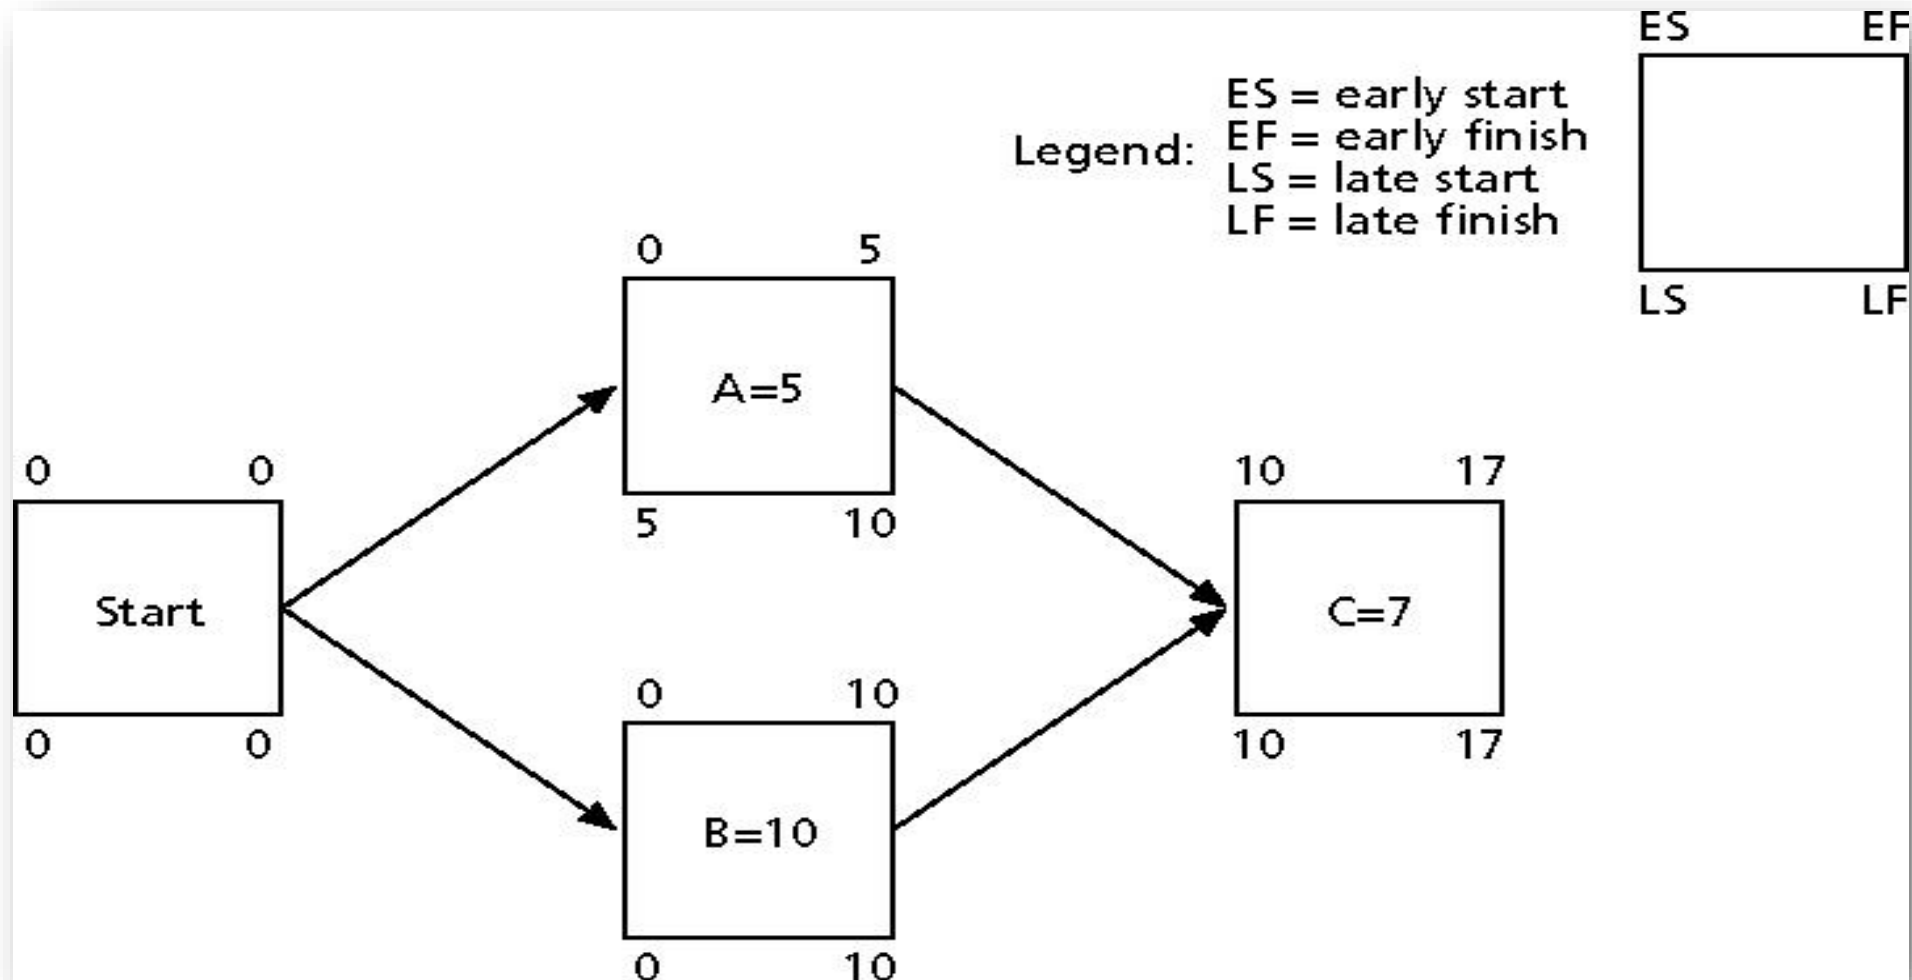 ES EF
Legend:
ES = early start
EF = early finish
LS = late start
LF = late finish
LS LF
0 5
A=5
5 10
0 0
Start
0 0
0 10
B=10
0 10
10 17
C=7
10 17